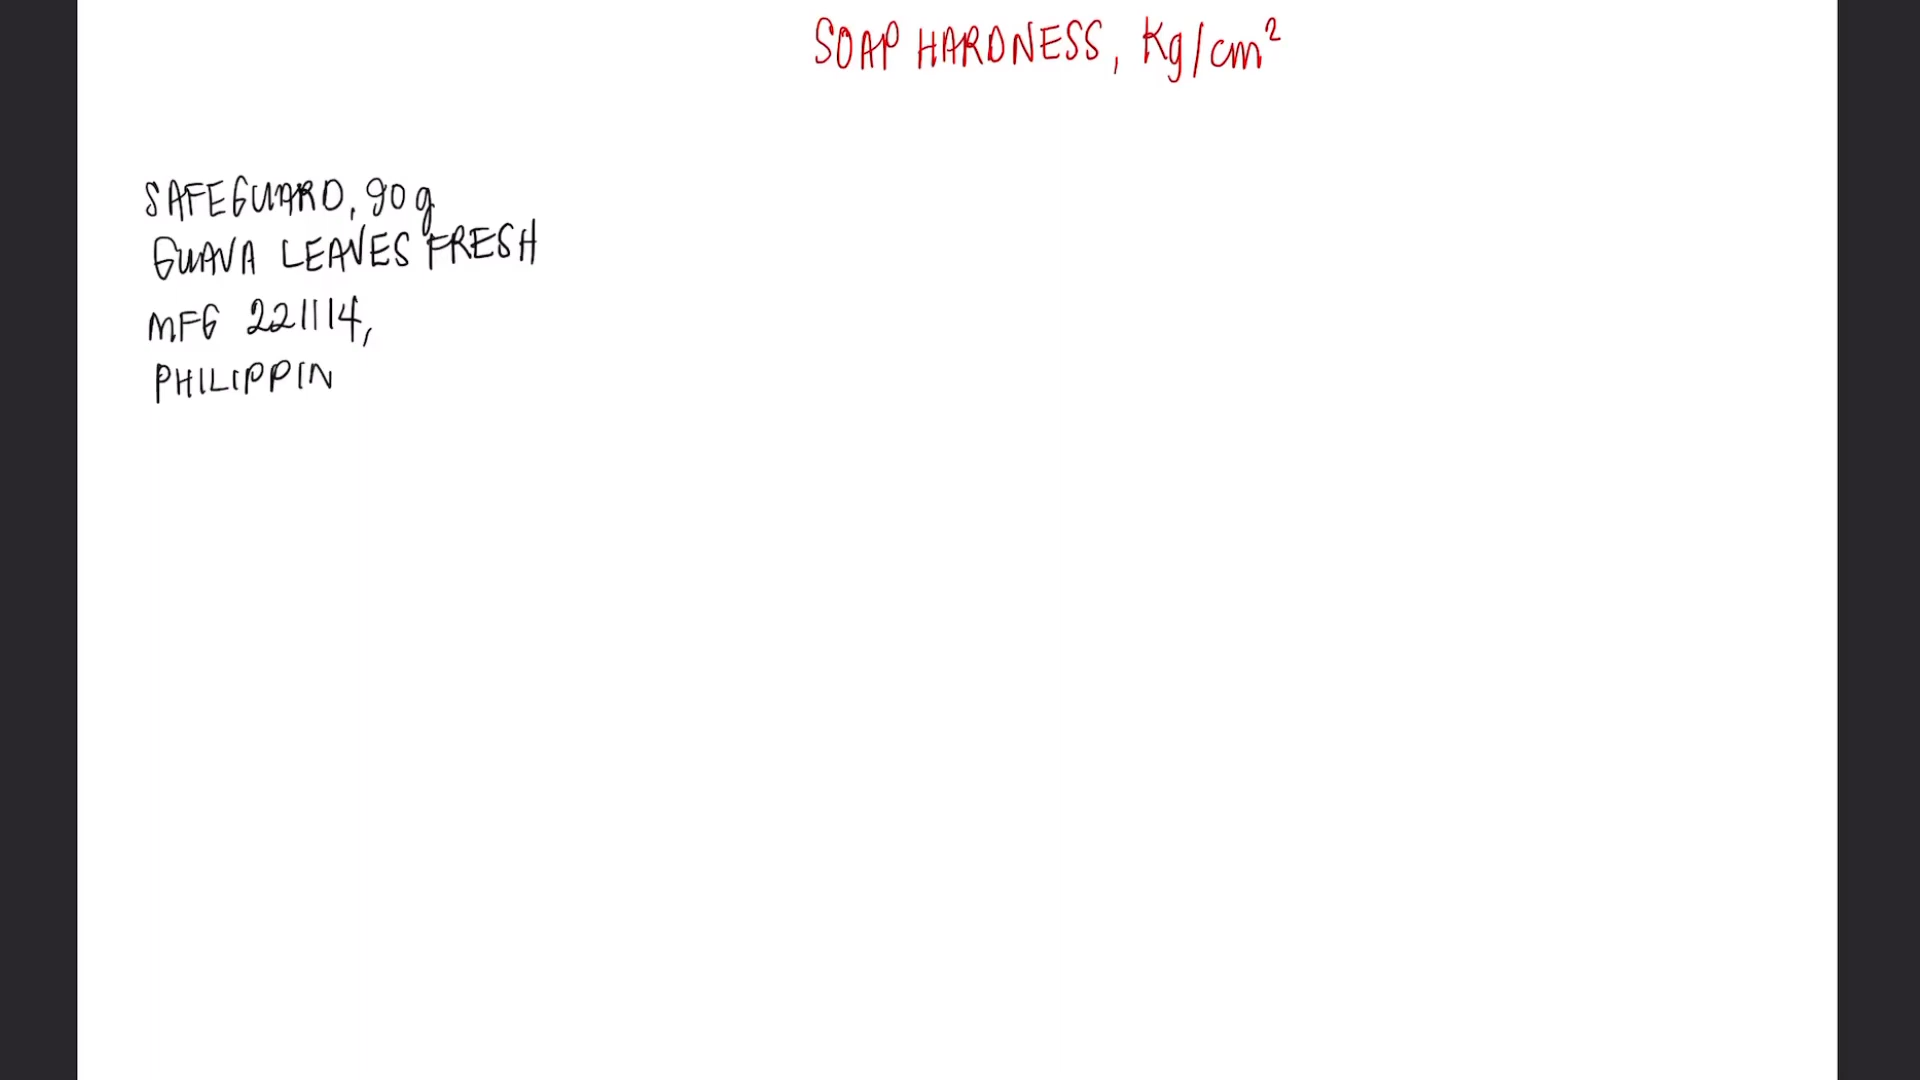 SOAP HARDNESS, Kg/cm²
SAFEGUARD, 90g
GUAVA LEAVES FRESH
MFG 221114,
PHILIPPIN